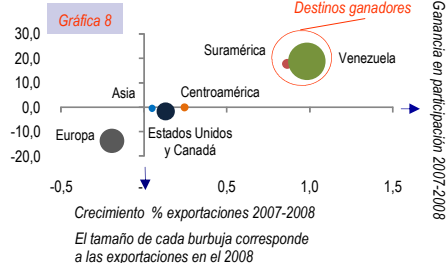 Gráfica 8
Destinos ganadores
30,0
20,0
10,0
0,0
-10,0
-20,0
Suramérica
Venezuela
Asia
Centroamérica
Europa
Estados Unidos
y Canadá
-0,5
-
0,5
1,0
1,5
Ganancia en participación 2007-2008
Crecimiento % exportaciones 2007-2008
El tamaño de cada burbuja corresponde
a las exportaciones en el 2008